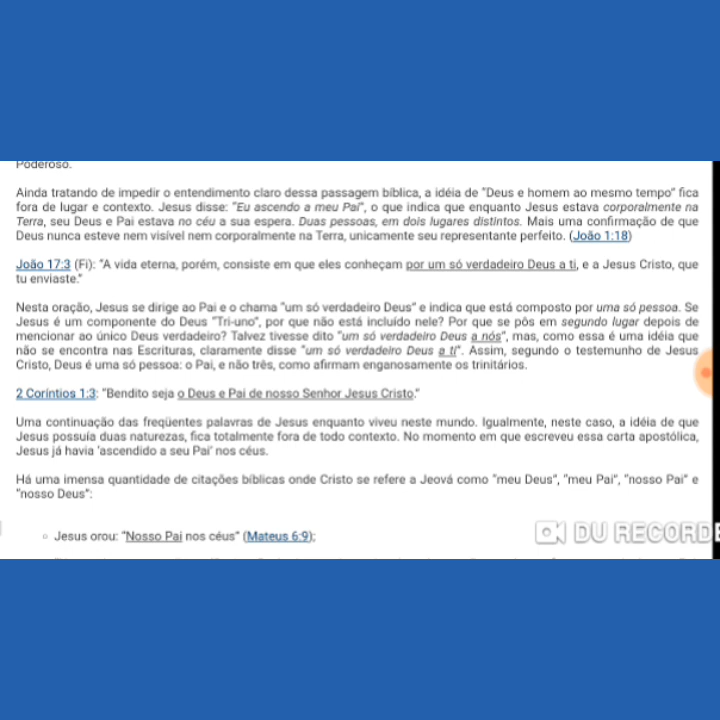 Poderoso.
Ainda tratando de impedir o entendimento claro dessa passagem bíblica, a idéia de "Deus e homem ao mesmo tempo" fica
fora de lugar e contexto. Jesus disse: "Eu ascendo a meu Pai", o que indica que enquanto Jesus estava corporalmente na
Terra, seu Deus e Pai estava no céu a sua espera. Duas pessoas, em dois lugares distintos. Mais uma confirmação de que
Deus nunca esteve nem visível nem corporalmente na Terra, unicamente seu representante perfeito. (João 1:18)
João 17:3 (Fi): "A vida eterna, porém, consiste em que eles conheçam por um só verdadeiro Deus a ti, e a Jesus Cristo, que
tu enviaste."
Nesta oração, Jesus se dirige ao Pai e o chama "um só verdadeiro Deus" e indica que está composto por uma só pessoa. Se
Jesus é um componente do Deus "Tri-uno", por que não está incluído nele? Por que se pôs em segundo lugar depois de
mencionar ao único Deus verdadeiro? Talvez tivesse dito "um só verdadeiro Deus a nós", mas, como essa é uma idéia que
não se encontra nas Escrituras, claramente disse "um só verdadeiro Deus a ti". Assim, segundo o testemunho de Jesus
Cristo, Deus é uma só pessoa: o Pai, e não três, como afirmam enganosamente os trinitários.
2 Coríntios 1:3: "Bendito seja o Deus e Pai de nosso Senhor Jesus Cristo."
Uma continuação das freqüentes palavras de Jesus enquanto viveu neste mundo. Igualmente, neste caso, a idéia de que
Jesus possuía duas naturezas, fica totalmente fora de todo contexto. No momento em que escreveu essa carta apostólica,
Jesus já havia 'ascendido a seu Pai' nos céus.
Há uma imensa quantidade de citações bíblicas onde Cristo se refere a Jeová como "meu Deus", "meu Pai", "nosso Pai" e
"nosso Deus":
Jesus orou: "Nosso Pai nos céus" (Mateus 6:9);
DU RECORDE